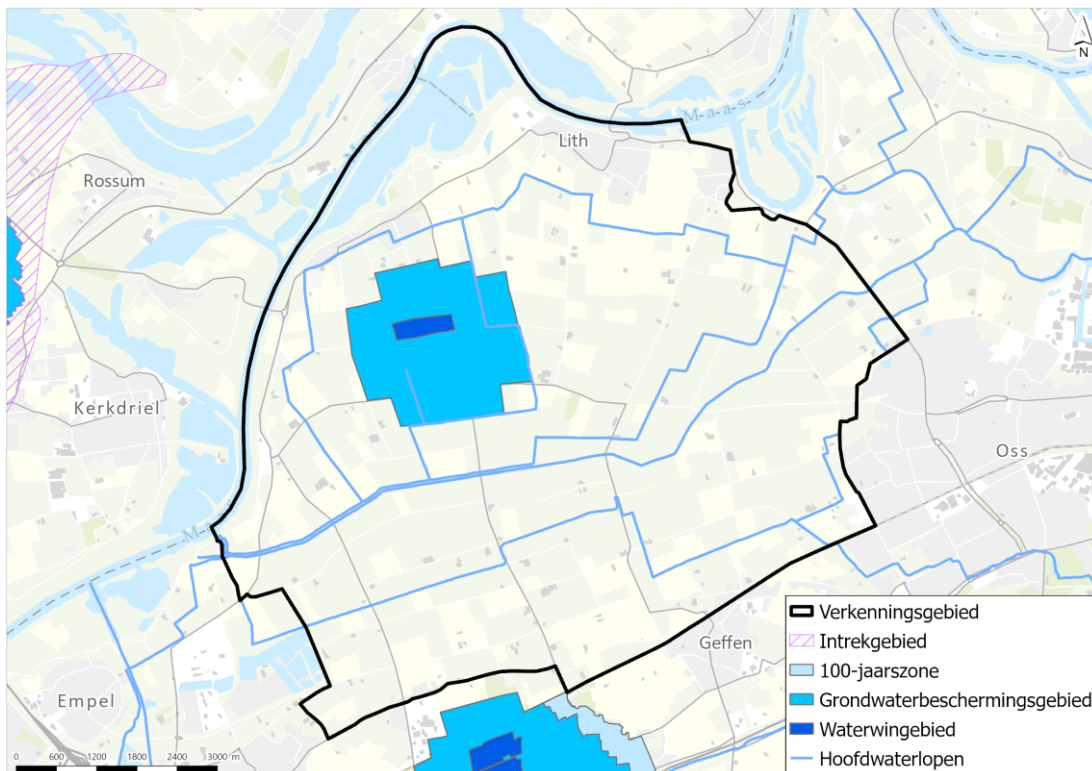 N
M-a-a-s
Lith
Rossum
Kerkdriel
Oss
M
Geffen
Empel
0 600 1200 1800 2400 3000 m
Verkenningsgebied
Intrekgebied
100-jaarszone
Grondwaterbeschermingsgebied
Waterwingebied
Hoofdwaterlopen